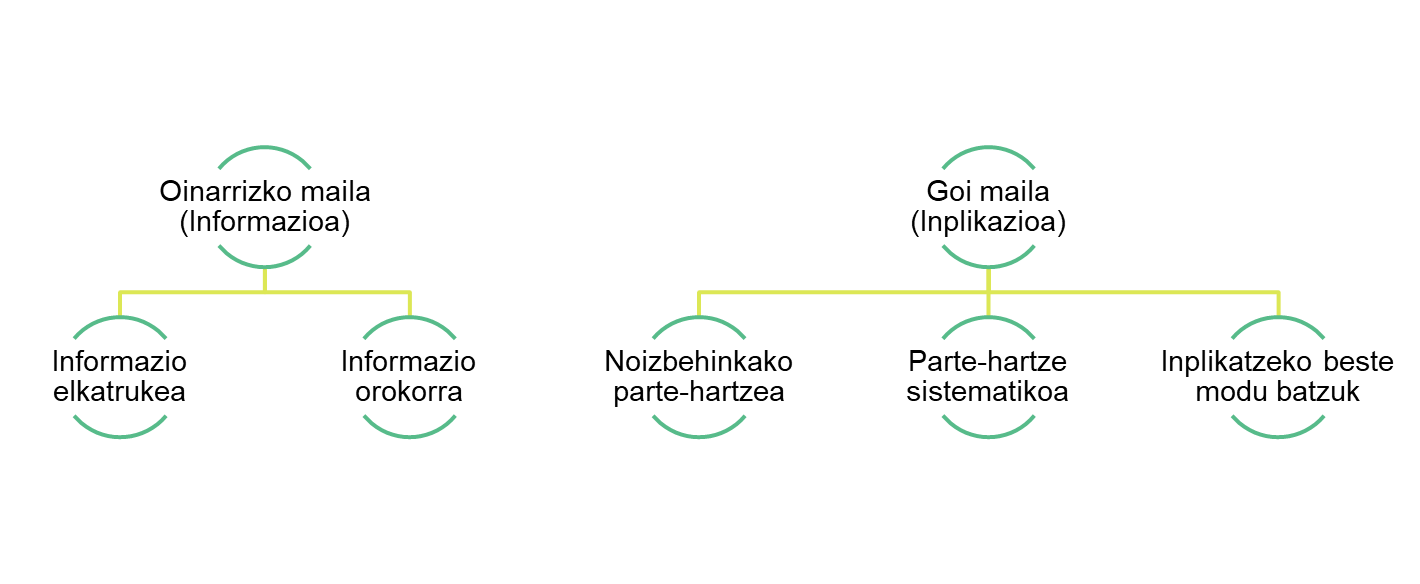 Oinarrizko maila
(Informazioa)
Goi maila
(Inplikazioa)
Informazio
elkatrukea
Informazio
orokorra
Noizbehinkako
parte-hartzea
Parte-hartze
sistematikoa
Inplikatzeko beste
modu batzuk